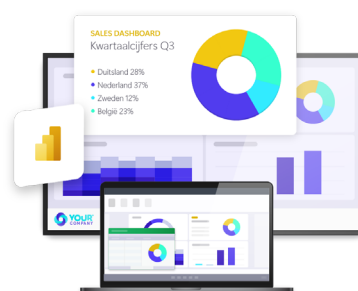 SALES DASHBOARD
Kwartaalcijfers Q3
Duitsland 28%
Nederland 37%
Zweden 12%
België 23%
YOUR
COMPANY